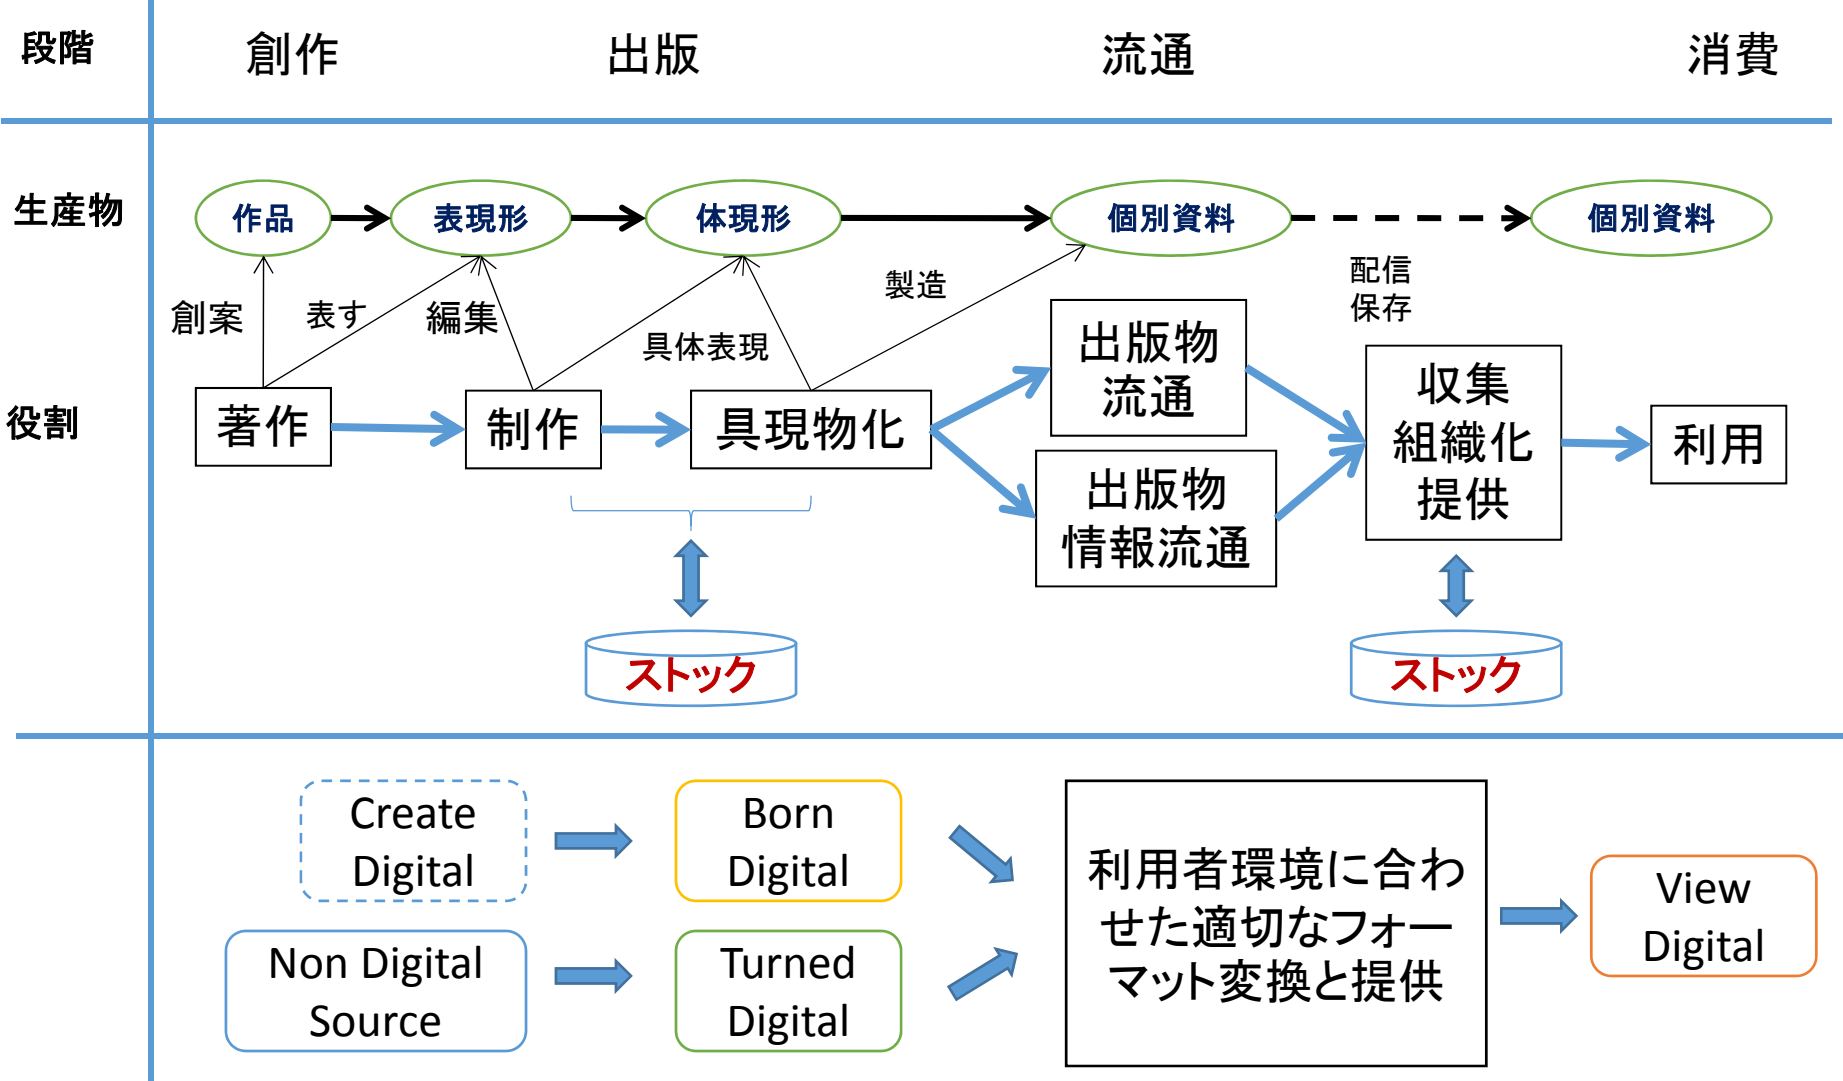 段階
創作
出版
流通
消費
生産物
作品
表現形
体現形
個別資料
個別資料
創案
表す
編集
具体表現
製造
配信
保存
役割
著作
制作
具現物化
出版物
流通
出版物
情報流通
収集
組織化
提供
利用
ストック
ストック
Create
Digital
Born
Digital
Non Digital
Source
Turned
Digital
利用者環境に合わ
せた適切なフォー
マット変換と提供
View
Digital